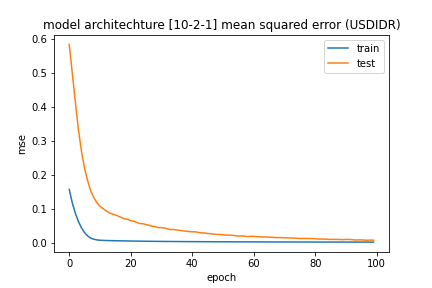 model architechture [10-2-1] mean squared error (USDIDR)
train
test
mse
0.6
0.5
0.4
0.3
0.2
0.1
0.0
0 20 40 60 80 100
epoch